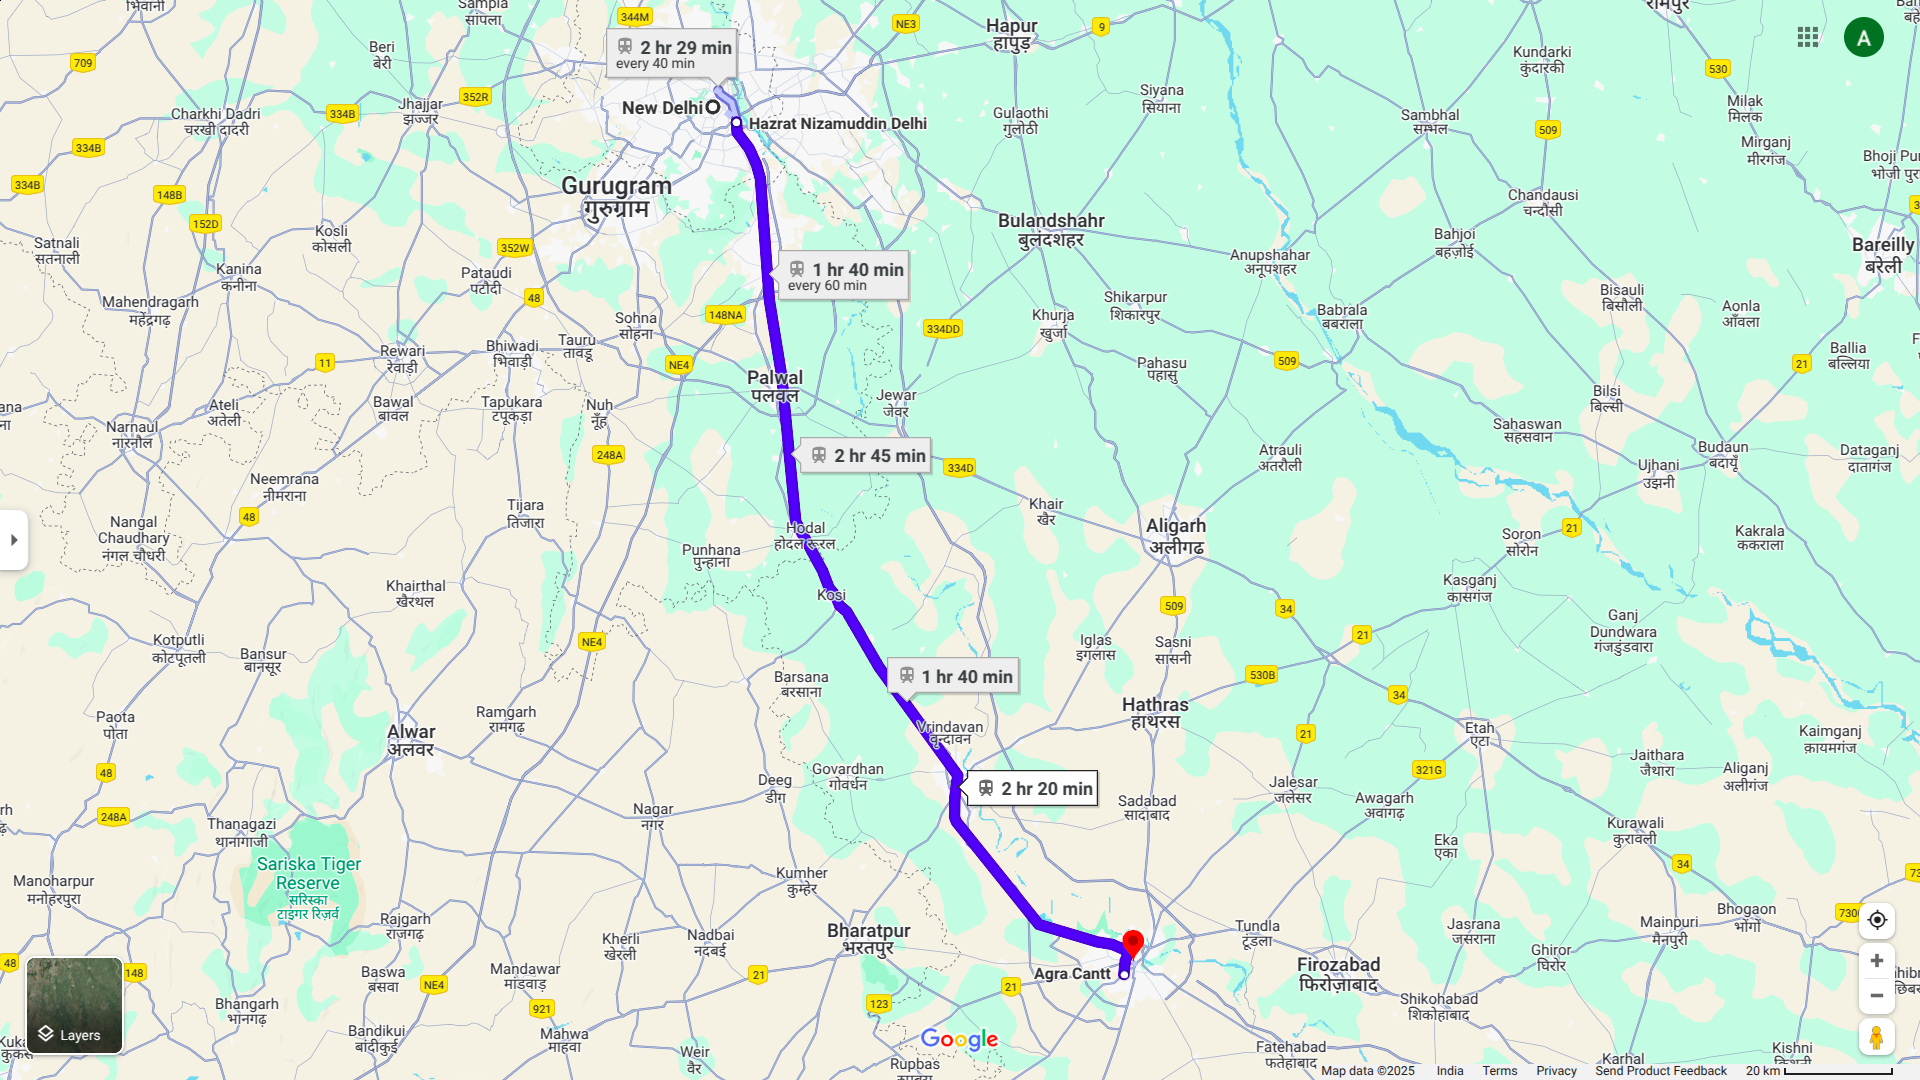 भिवानी
Sampla
सांपला
344M
NE3
Hapur
हापुड़
9
रामपुर
Beri
बेरी
2 hr 29 min
every 40 min
Kundarki
कुंदारकी
A
709
530
Charkhi Dadri
चरखी दादरी
334B
Jhajjar
झज्जर
352R
New Delhi
Hazrat Nizamuddin Delhi
Gulaothi
गुलोठी
Siyana
सियाना
Sambhal
सम्भल
509
Milak
मिलक
Mirganj
मीरगंज
334B
334B
148B
152D
Gurugram
गुरुग्राम
Bhoji Pu
भोजी पुरा
Chandausi
चन्दौसी
Bulandshahr
बुलंदशहर
Kosli
कोसली
352W
Satnali
सतनाली
Kanina
कनीना
Pataudi
पटौदी
48
1 hr 40 min
every 60 min
Anupshahar
अनूपशहर
Bahjoi
बहज़ोई
Bareilly
बरेली
Mahendragarh
महेंद्रगढ़
Sohna
सोहना
148NA
334DD
Khurja
खुर्जा
Shikarpur
शिकारपुर
Babrala
बबराला
Bisauli
बिसौली
Aonla
आँवला
11
Rewari
रेवाड़ी
Bhiwadi
भिवाड़ी
Tauru
तावडू
NE4
Palwal
पलवल
Pahasu
पहासु
509
21
Ballia
बल्लिया
Ateli
अतेली
Bawal
बावल
Tapukara
टपूकड़ा
Nuh
नूँह
Jewar
जेवर
Bilsi
बिल्सी
Narnaul
नारनौल
248A
2 hr 45 min
334D
Atrauli
अतरौली
Sahaswan
सहसवान
Ujhani
उझनी
Budaun
बदायूँ
Dataganj
दातागंज
Neemrana
नीमराना
48
Tijara
तिजारा
Khair
खैर
Aligarh
अलीगढ
Nangal
Chaudhary
नंगल चौधरी
Punhana
पुन्हाना
Hodal
होदल रूरल
Soron
सोरोन
21
Kakrala
ककराला
Khairthal
खैरथल
Kosi
509
34
Kasganj
कासगंज
Kotputli
कोटपूतली
Bansur
बानसूर
NE4
Iglas
इगलास
Sasni
सासनी
21
Ganj
Dundwara
गंजडुंडवारा
Barsana
बरसाना
1 hr 40 min
530B
34
Paota
पोता
Alwar
अलवर
Ramgarh
रामगढ़
Vrindavan
वृन्दावन
Hathras
हाथरस
21
Etah
एटा
Kaimganj
क़ायमगंज
48
Deeg
डीग
Govardhan
गोवर्धन
2 hr 20 min
Jalesar
जलेसर
321G
Jaithara
जैथारा
Aliganj
अलीगंज
248A
Thanagazi
थानागाजी
Nagar
नगर
Sadabad
सादाबाद
Awagarh
अवागढ़
Eka
एका
Kurawali
कुरावली
34
Sariska Tiger
Reserve
सरिस्का
टाइगर रिज़र्व
Manoharpur
मनोहरपुरा
Kumher
कुम्हेर
Rajgarh
राजगढ़
Kherli
खेरली
Nadbai
नदबई
Bharatpur
भरतपुर
Tundla
टूंडला
Jasrana
जसराना
Mainpuri
मैनपुरी
Bhogaon
भोगों
48
148
Baswa
बसवा
NE4
Mandawar
मांडवाड़
21
Agra Cantt
21
Firozabad
फिरोज़ाबाद
Ghiror
घिरोर
Bhangarh
भानगढ़
921
123
Shikohabad
शिकोहाबाद
Layers
Bandikui
बांदीकुई
Mahwa
माहवा
Weir
वैर
Google
Rupbas
Fatehabad
फतेहाबाद
Karhal
Kishni
Map data ©2025
India
Terms
Privacy
Send Product Feedback
20 km